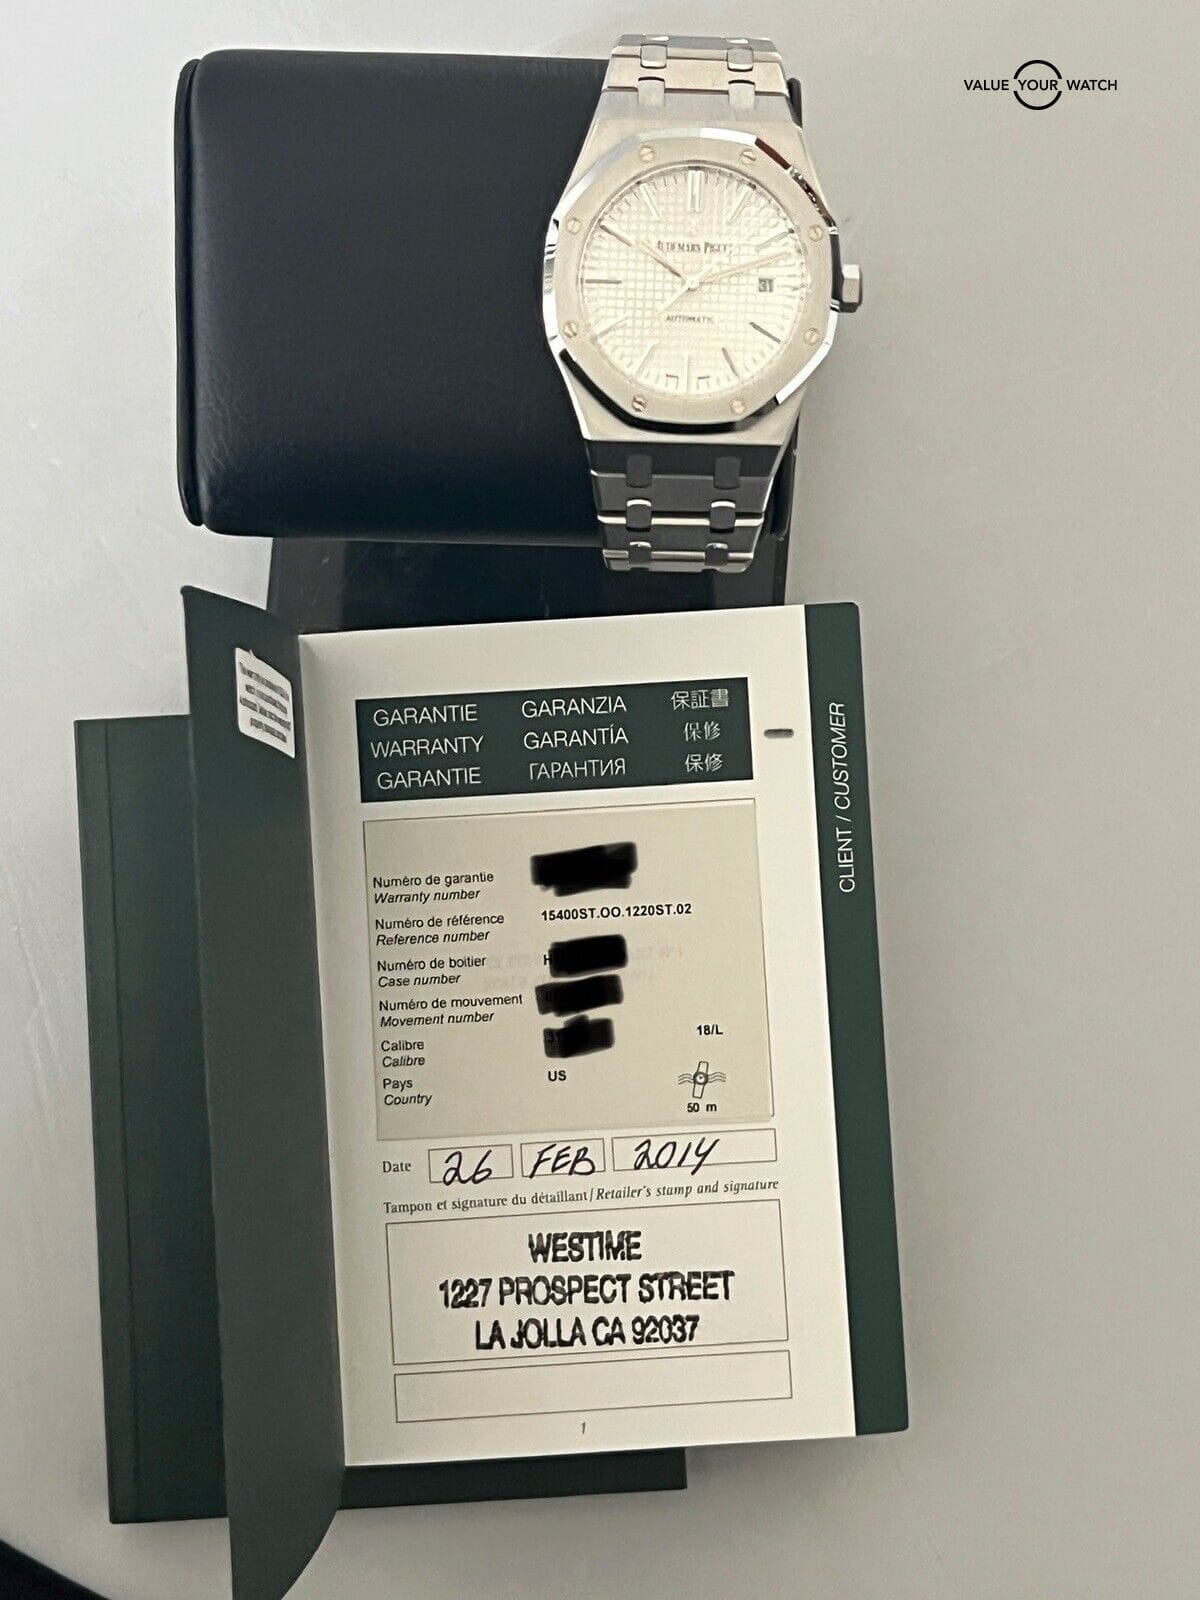 VALUE YOUR WATCH
AUDEMARS PIGUET
31
AUTOMATIC
GARANTIE GARANZIA 保証書
WARRANTY GARANTÍA 保修
GARANTIE ГАРАНТИЯ 保修
CLIENT / CUSTOMER
Numéro de garantie
Warranty number
Numéro de référence 15400ST.OO.1220ST.02
Reference number
Numéro de boitier H
Case number
Numéro de mouvement
Movement number
Calibre 18/L
Calibre
Pays US
Country
50 m
Date 26 FEB 2014
Tampon et signature du détaillant/Retailer's stamp and signature
WESTIME
1227 PROSPECT STREET
LA JOLLA CA 92037
1